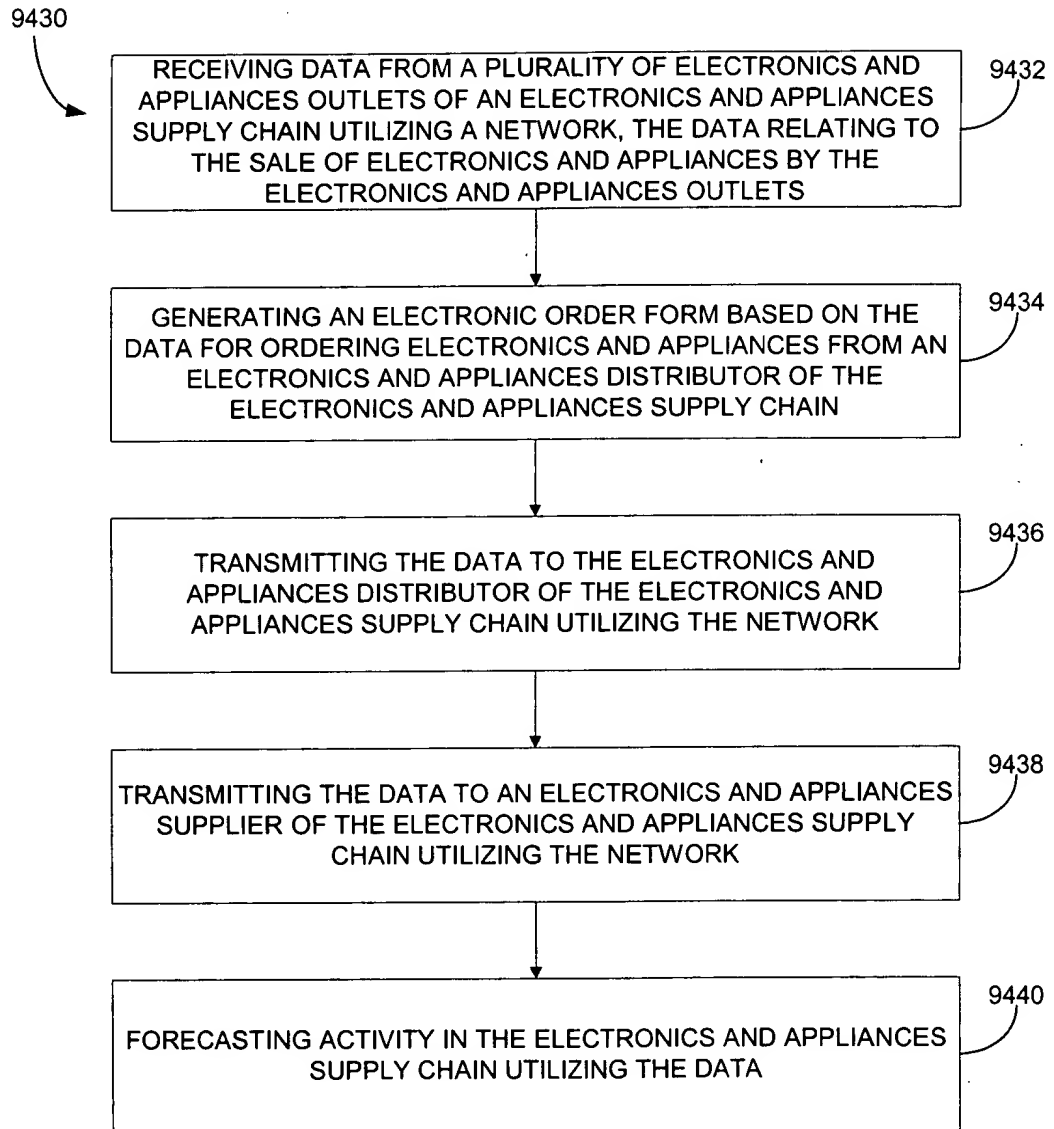 9430
RECEIVING DATA FROM A PLURALITY OF ELECTRONICS AND
APPLIANCES OUTLETS OF AN ELECTRONICS AND APPLIANCES
SUPPLY CHAIN UTILIZING A NETWORK, THE DATA RELATING TO
THE SALE OF ELECTRONICS AND APPLIANCES BY THE
ELECTRONICS AND APPLIANCES OUTLETS
9432
GENERATING AN ELECTRONIC ORDER FORM BASED ON THE
DATA FOR ORDERING ELECTRONICS AND APPLIANCES FROM AN
ELECTRONICS AND APPLIANCES DISTRIBUTOR OF THE
ELECTRONICS AND APPLIANCES SUPPLY CHAIN
9434
TRANSMITTING THE DATA TO THE ELECTRONICS AND
APPLIANCES DISTRIBUTOR OF THE ELECTRONICS AND
APPLIANCES SUPPLY CHAIN UTILIZING THE NETWORK
9436
TRANSMITTING THE DATA TO AN ELECTRONICS AND APPLIANCES
SUPPLIER OF THE ELECTRONICS AND APPLIANCES SUPPLY
CHAIN UTILIZING THE NETWORK
9438
FORECASTING ACTIVITY IN THE ELECTRONICS AND APPLIANCES
SUPPLY CHAIN UTILIZING THE DATA
9440